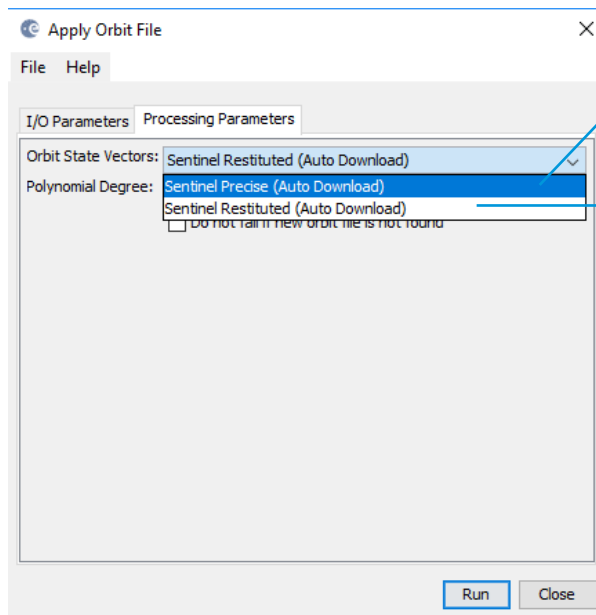 Apply Orbit File
File Help
I/O Parameters Processing Parameters
Orbit State Vectors: Sentinel Restituted (Auto Download)
Polynomial Degree: Sentinel Precise (Auto Download)
Sentinel Restituted (Auto Download)
Do not fail if new orbit file is not found
Run Close